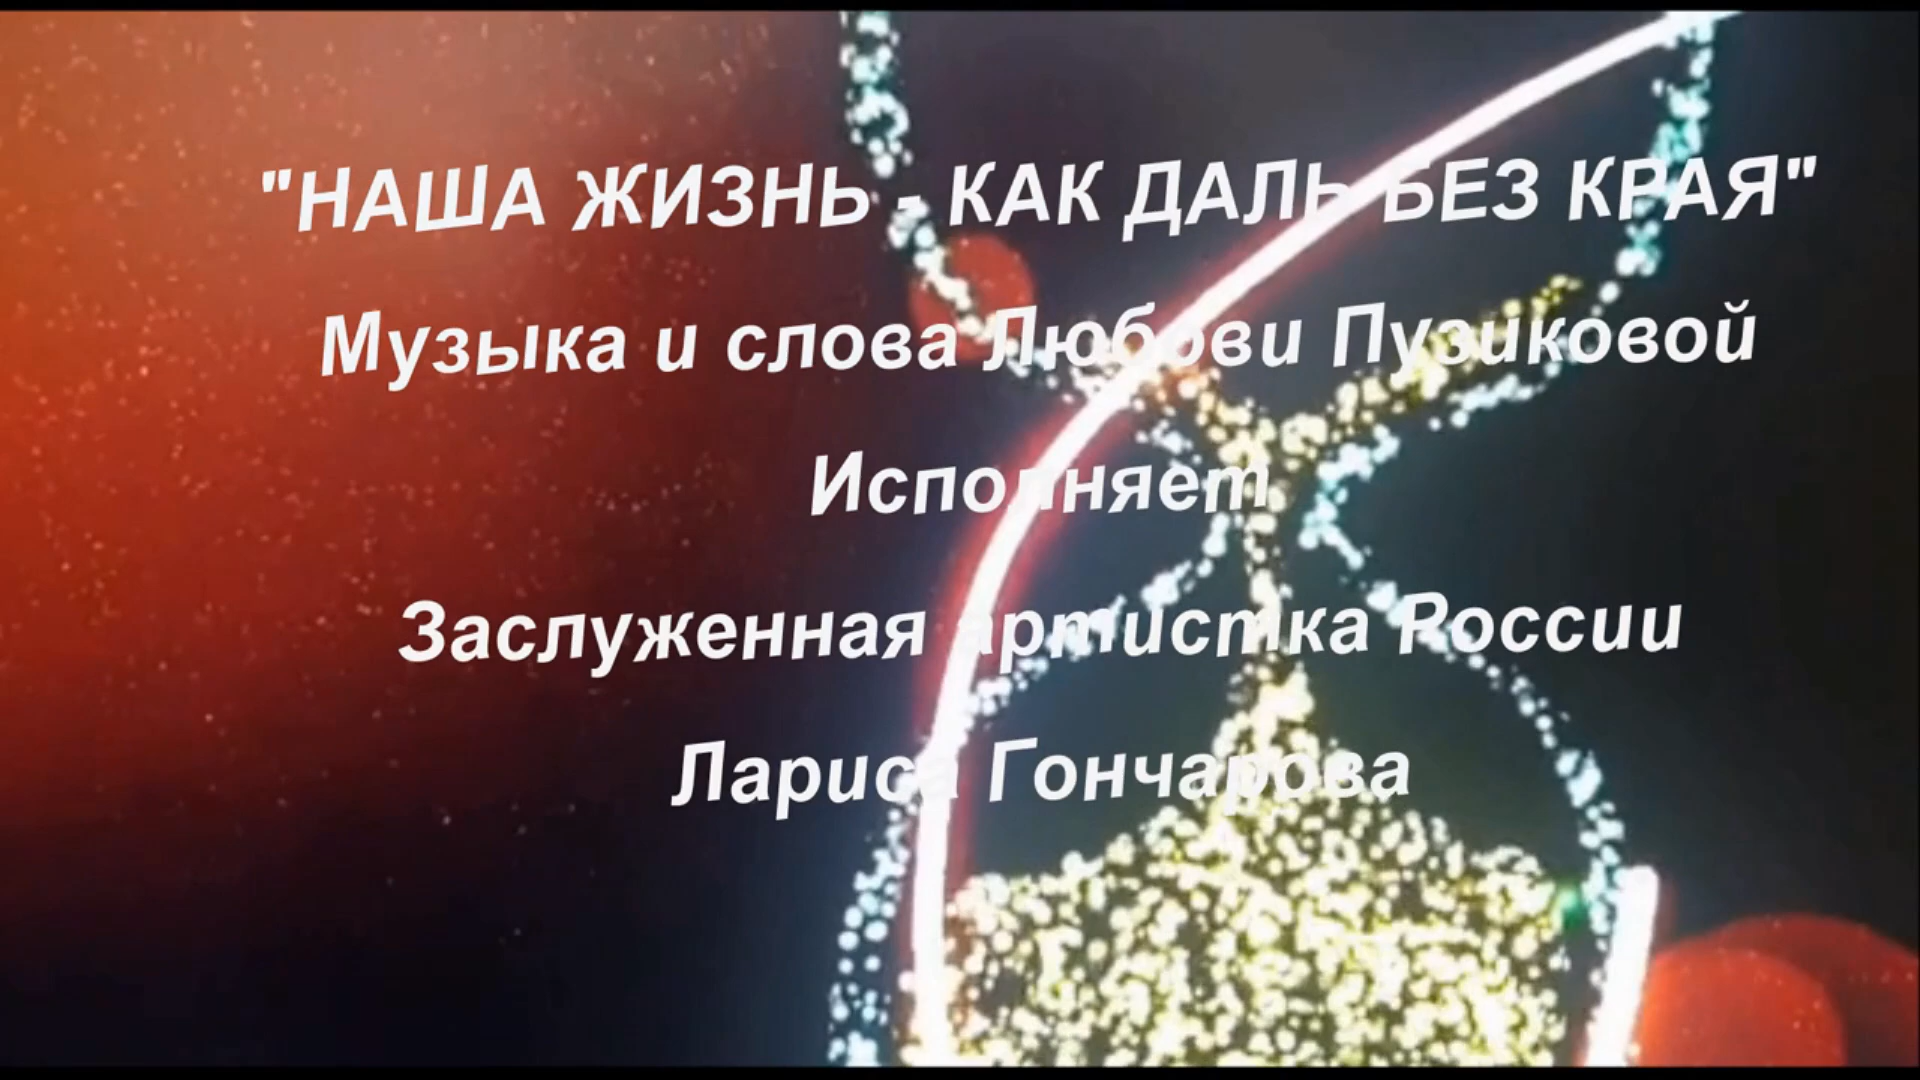 "НАША ЖИЗНЬ - КАК ДАЛЬ БЕЗ КРАЯ"
Музыка и слова Любови Пузиковой
Исполняет
Заслуженная артистка России
Лариса Гончарова